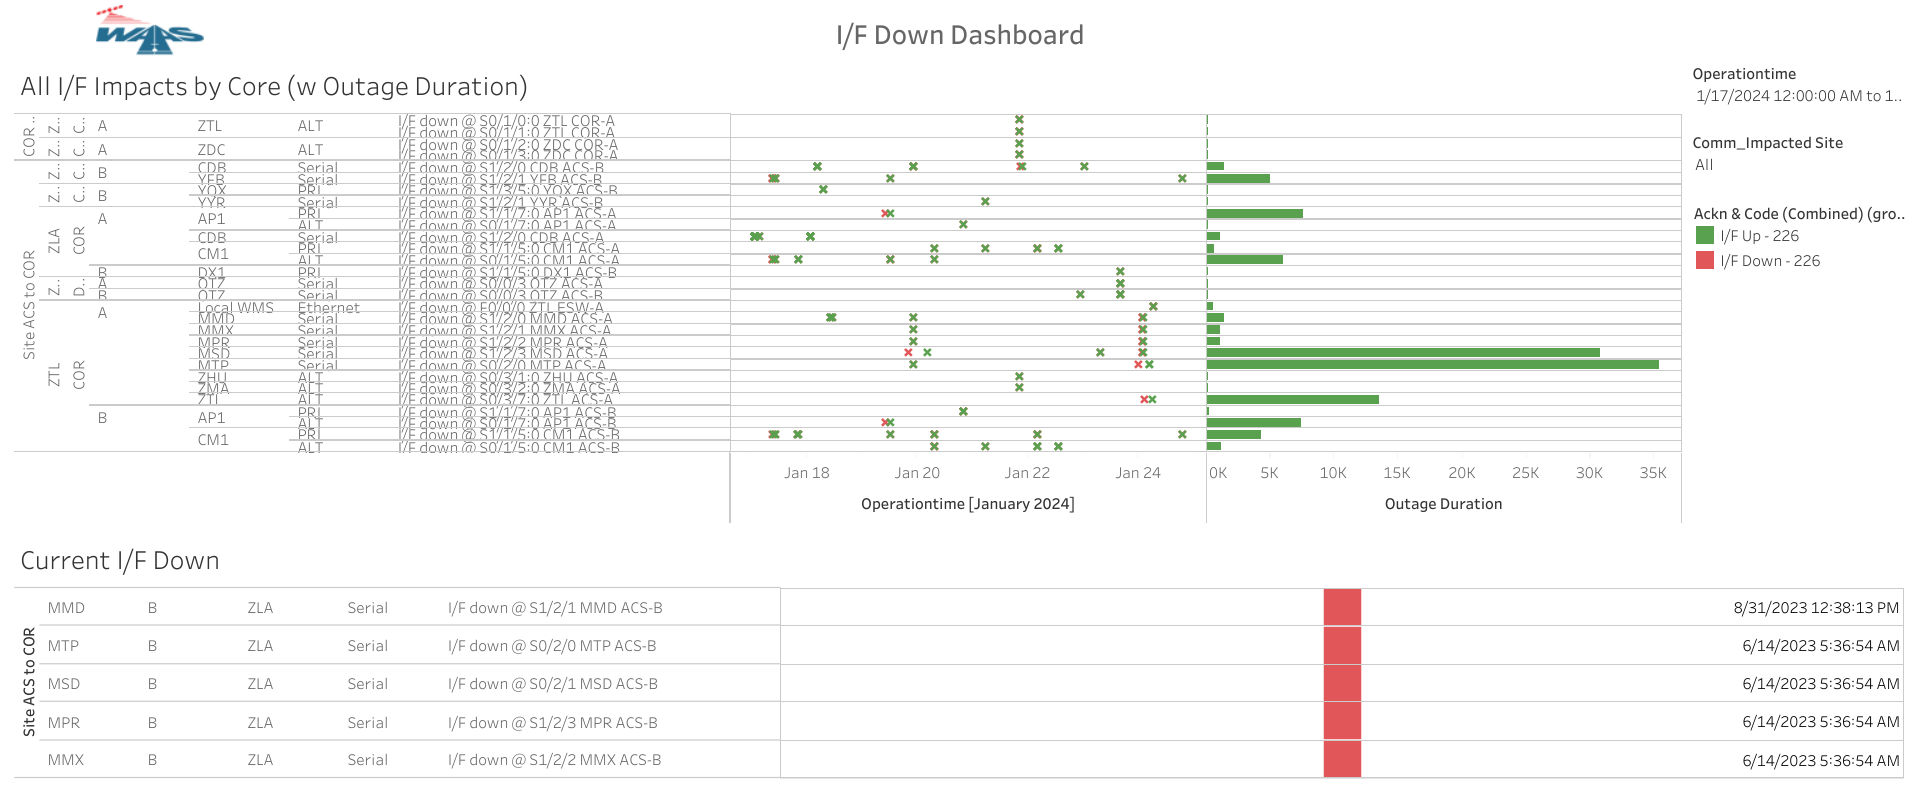 WAAS
I/F Down Dashboard
All I/F Impacts by Core (w Outage Duration)
Operationtime
1/17/2024 12:00:00 AM to 1..
Comm_Impacted Site
All
Ackn & Code (Combined) (gro..
I/F Up - 226
I/F Down - 226
COR..
Z.. C.. A ZTL ALT I/F down @ S0/1/0:0 ZTL COR-A
I/F down @ S0/1/1:0 ZTL COR-A
Z.. C.. A ZDC ALT I/F down @ S0/1/2:0 ZDC COR-A
I/F down @ S0/1/3:0 ZDC COR-A
Site ACS to COR
Z.. C.. B CDB Serial I/F down @ S1/2/0 CDB ACS-B
YFB Serial I/F down @ S1/2/1 YFB ACS-B
Z.. C.. B YQX PRI I/F down @ S1/3/5:0 YQX ACS-B
YYR Serial I/F down @ S1/2/1 YYR ACS-B
ZLA COR A AP1 PRI I/F down @ S1/1/7:0 AP1 ACS-A
ALT I/F down @ S0/1/7:0 AP1 ACS-A
CDB Serial I/F down @ S1/2/0 CDB ACS-A
CM1 PRI I/F down @ S1/1/5:0 CM1 ACS-A
ALT I/F down @ S0/1/5:0 CM1 ACS-A
B DX1 PRI I/F down @ S1/1/5:0 DX1 ACS-B
Z.. D.. A OTZ Serial I/F down @ S0/0/3 OTZ ACS-A
B OTZ Serial I/F down @ S0/0/3 OTZ ACS-B
ZTL COR A Local WMS Ethernet I/F down @ F0/0/0 ZTL ESW-A
MMD Serial I/F down @ S1/2/0 MMD ACS-A
MMX Serial I/F down @ S1/2/1 MMX ACS-A
MPR Serial I/F down @ S1/2/2 MPR ACS-A
MSD Serial I/F down @ S1/2/3 MSD ACS-A
MTP Serial I/F down @ S0/2/0 MTP ACS-A
ZHU ALT I/F down @ S0/3/1:0 ZHU ACS-A
ZMA ALT I/F down @ S0/3/2:0 ZMA ACS-A
ZTL ALT I/F down @ S0/3/7:0 ZTL ACS-A
B AP1 PRI I/F down @ S1/1/7:0 AP1 ACS-B
ALT I/F down @ S0/1/7:0 AP1 ACS-B
CM1 PRI I/F down @ S1/1/5:0 CM1 ACS-B
ALT I/F down @ S0/1/5:0 CM1 ACS-B
Jan 18 Jan 20 Jan 22 Jan 24 0K 5K 10K 15K 20K 25K 30K 35K
Operationtime [January 2024] Outage Duration
Current I/F Down
Site ACS to COR
MMD B ZLA Serial I/F down @ S1/2/1 MMD ACS-B 8/31/2023 12:38:13 PM
MTP B ZLA Serial I/F down @ S0/2/0 MTP ACS-B 6/14/2023 5:36:54 AM
MSD B ZLA Serial I/F down @ S0/2/1 MSD ACS-B 6/14/2023 5:36:54 AM
MPR B ZLA Serial I/F down @ S1/2/3 MPR ACS-B 6/14/2023 5:36:54 AM
MMX B ZLA Serial I/F down @ S1/2/2 MMX ACS-B 6/14/2023 5:36:54 AM